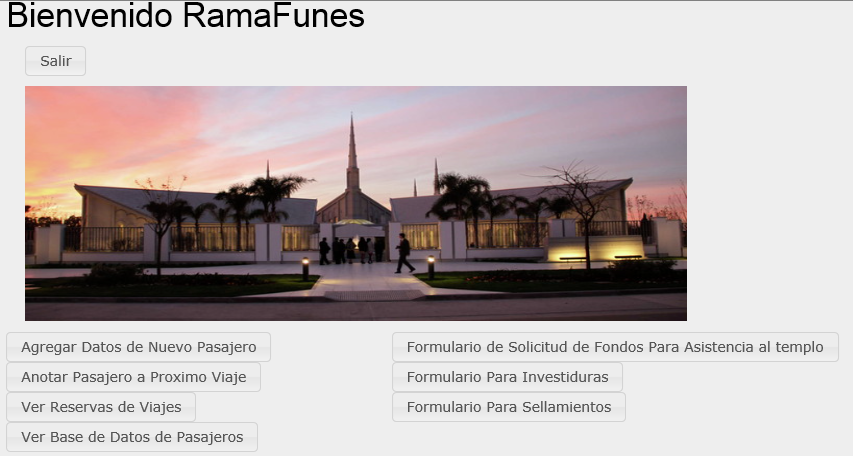 Bienvenido RamaFunes
Salir
Agregar Datos de Nuevo Pasajero
Anotar Pasajero a Proximo Viaje
Ver Reservas de Viajes
Ver Base de Datos de Pasajeros
Formulario de Solicitud de Fondos Para Asistencia al templo
Formulario Para Investiduras
Formulario Para Sellamientos